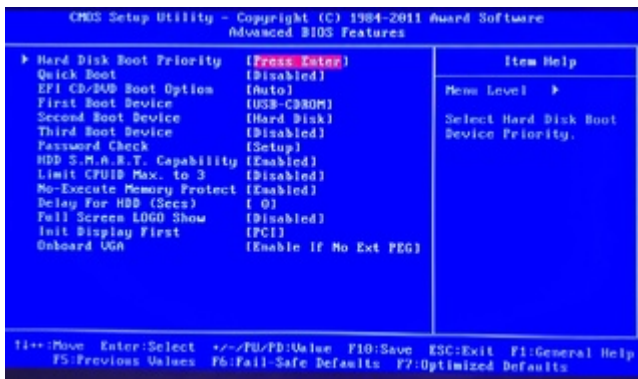 CMOS Setup Utility - Copyright (C) 1984-2011 Award Software
Advanced BIOS Features
Hard Disk Boot Priority [Press Enter]
Quick Boot [Disabled]
EFI CD/DVD Boot Option [Auto]
First Boot Device [USB-CDROM]
Second Boot Device [Hard Disk]
Third Boot Device [Disabled]
Password Check [Setup]
HDD S.M.A.R.T. Capability [Enabled]
Limit CPUID Max. to 3 [Disabled]
No-Execute Memory Protect [Enabled]
Delay For HDD (Secs) [ 0]
Full Screen LOGO Show [Disabled]
Init Display First [PCI]
Onboard VGA [Enable If No Ext PEG]
Item Help
Menu Level
Select Hard Disk Boot
Device Priority.
↑↓→←:Move Enter:Select +/-/PU/PD:Value F10:Save ESC:Exit F1:General Help
F5:Previous Values F6:Fail-Safe Defaults F7:Optimized Defaults